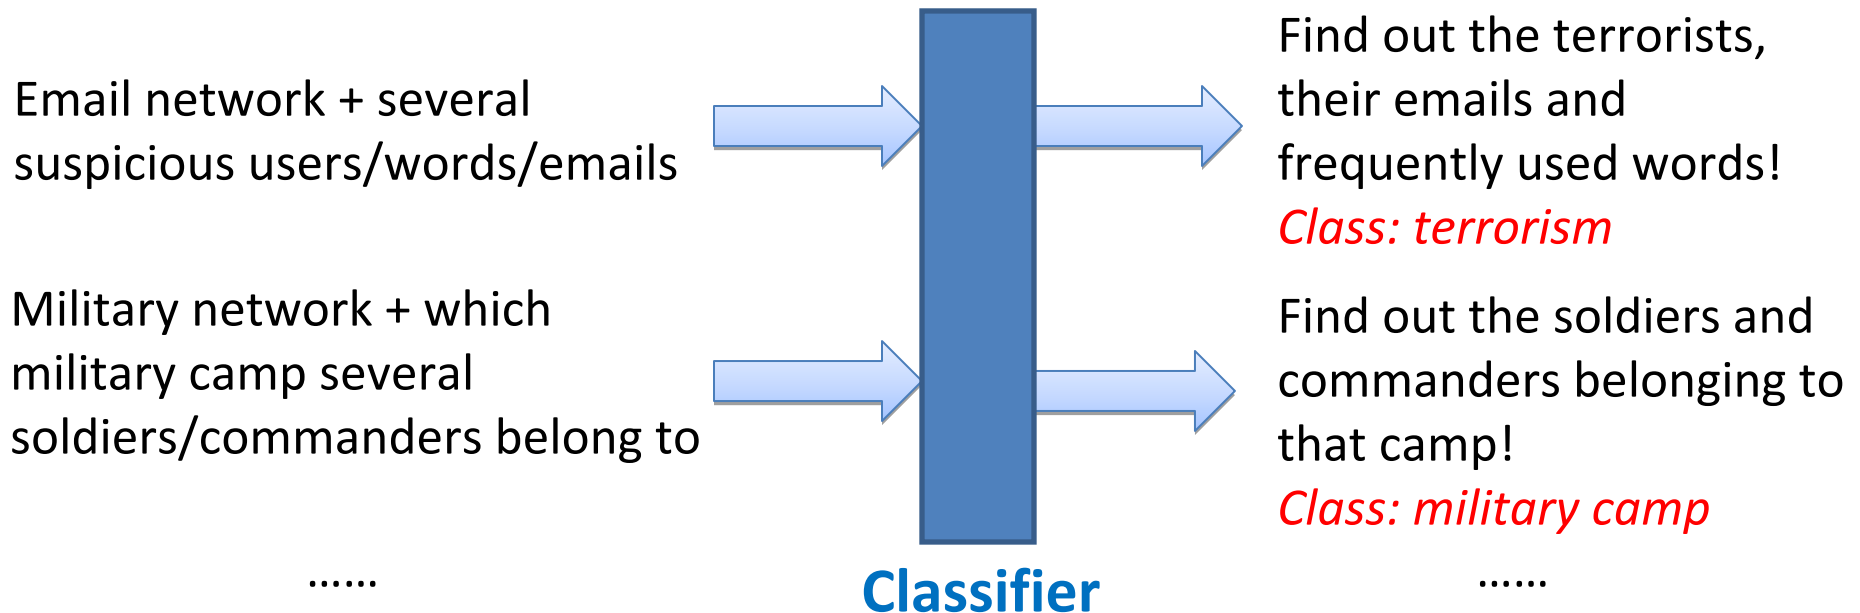 Email network + several
suspicious users/words/emails
Find out the terrorists,
their emails and
frequently used words!
Class: terrorism
Military network + which
military camp several
soldiers/commanders belong to
Find out the soldiers and
commanders belonging to
that camp!
Class: military camp
......
Classifier
......